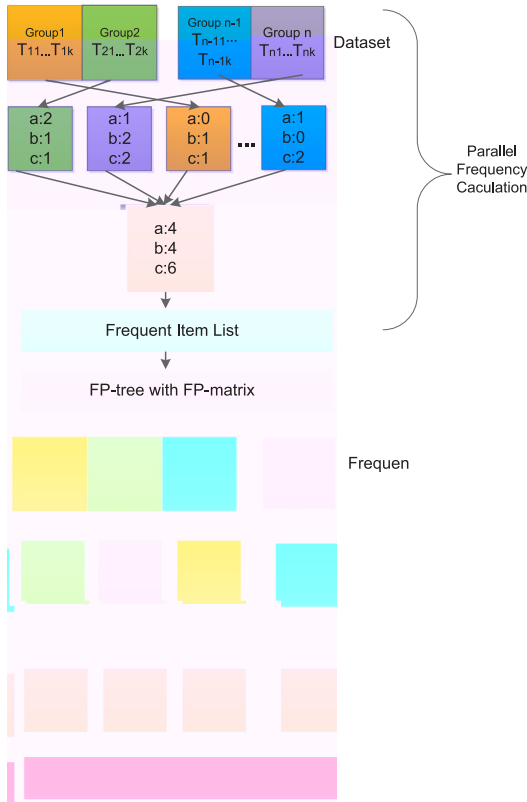 Group1
T11...T1k
Group2
T21...T2k
Group n-1
Tn-11...
Tn-1k
Group n
Tn1...Tnk
Dataset
a:2
b:1
c:1
a:1
b:2
c:2
a:0
b:1
c:1
...
a:1
b:0
c:2
Parallel
Frequency
Caculation
a:4
b:4
c:6
Frequent Item List
FP-tree with FP-matrix
Frequen